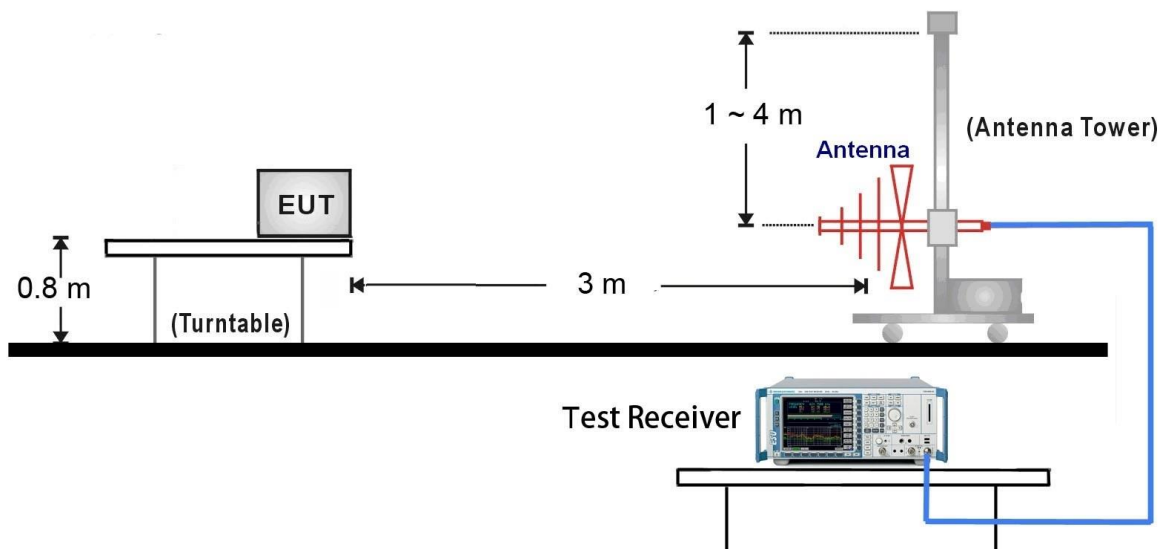 1 ~ 4 m
(Antenna Tower)
Antenna
EUT
0.8 m
3 m
(Turntable)
Test Receiver